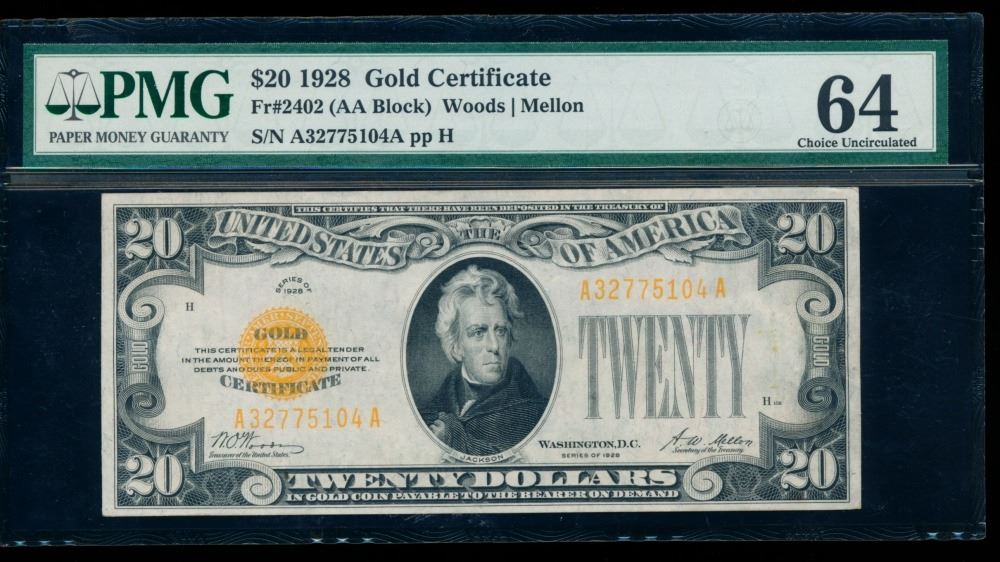 PMG
PAPER MONEY GUARANTY
$20 1928 Gold Certificate
Fr#2402 (AA Block) Woods | Mellon
S/N A32775104A pp H
64
Choice Uncirculated
THIS CERTIFIES THAT THERE HAVE BEEN DEPOSITED IN THE TREASURY OF
20
UNITED STATES THE OF AMERICA
20
SERIES OF
1928
A32775104A
H
GOLD
THIS CERTIFICATE IS A LEGAL TENDER
IN THE AMOUNT THEREOF IN PAYMENT OF ALL
DEBTS AND DUES PUBLIC AND PRIVATE.
CERTIFICATE
TWENTY
GOLD
GOLD
H
A32775104A
W.O. Woods
Treasurer of the United States.
JACKSON
WASHINGTON, D.C.
SERIES OF 1928
A. W. Mellon
Secretary of the Treasury.
20
TWENTY DOLLARS
20
IN GOLD COIN PAYABLE TO THE BEARER ON DEMAND